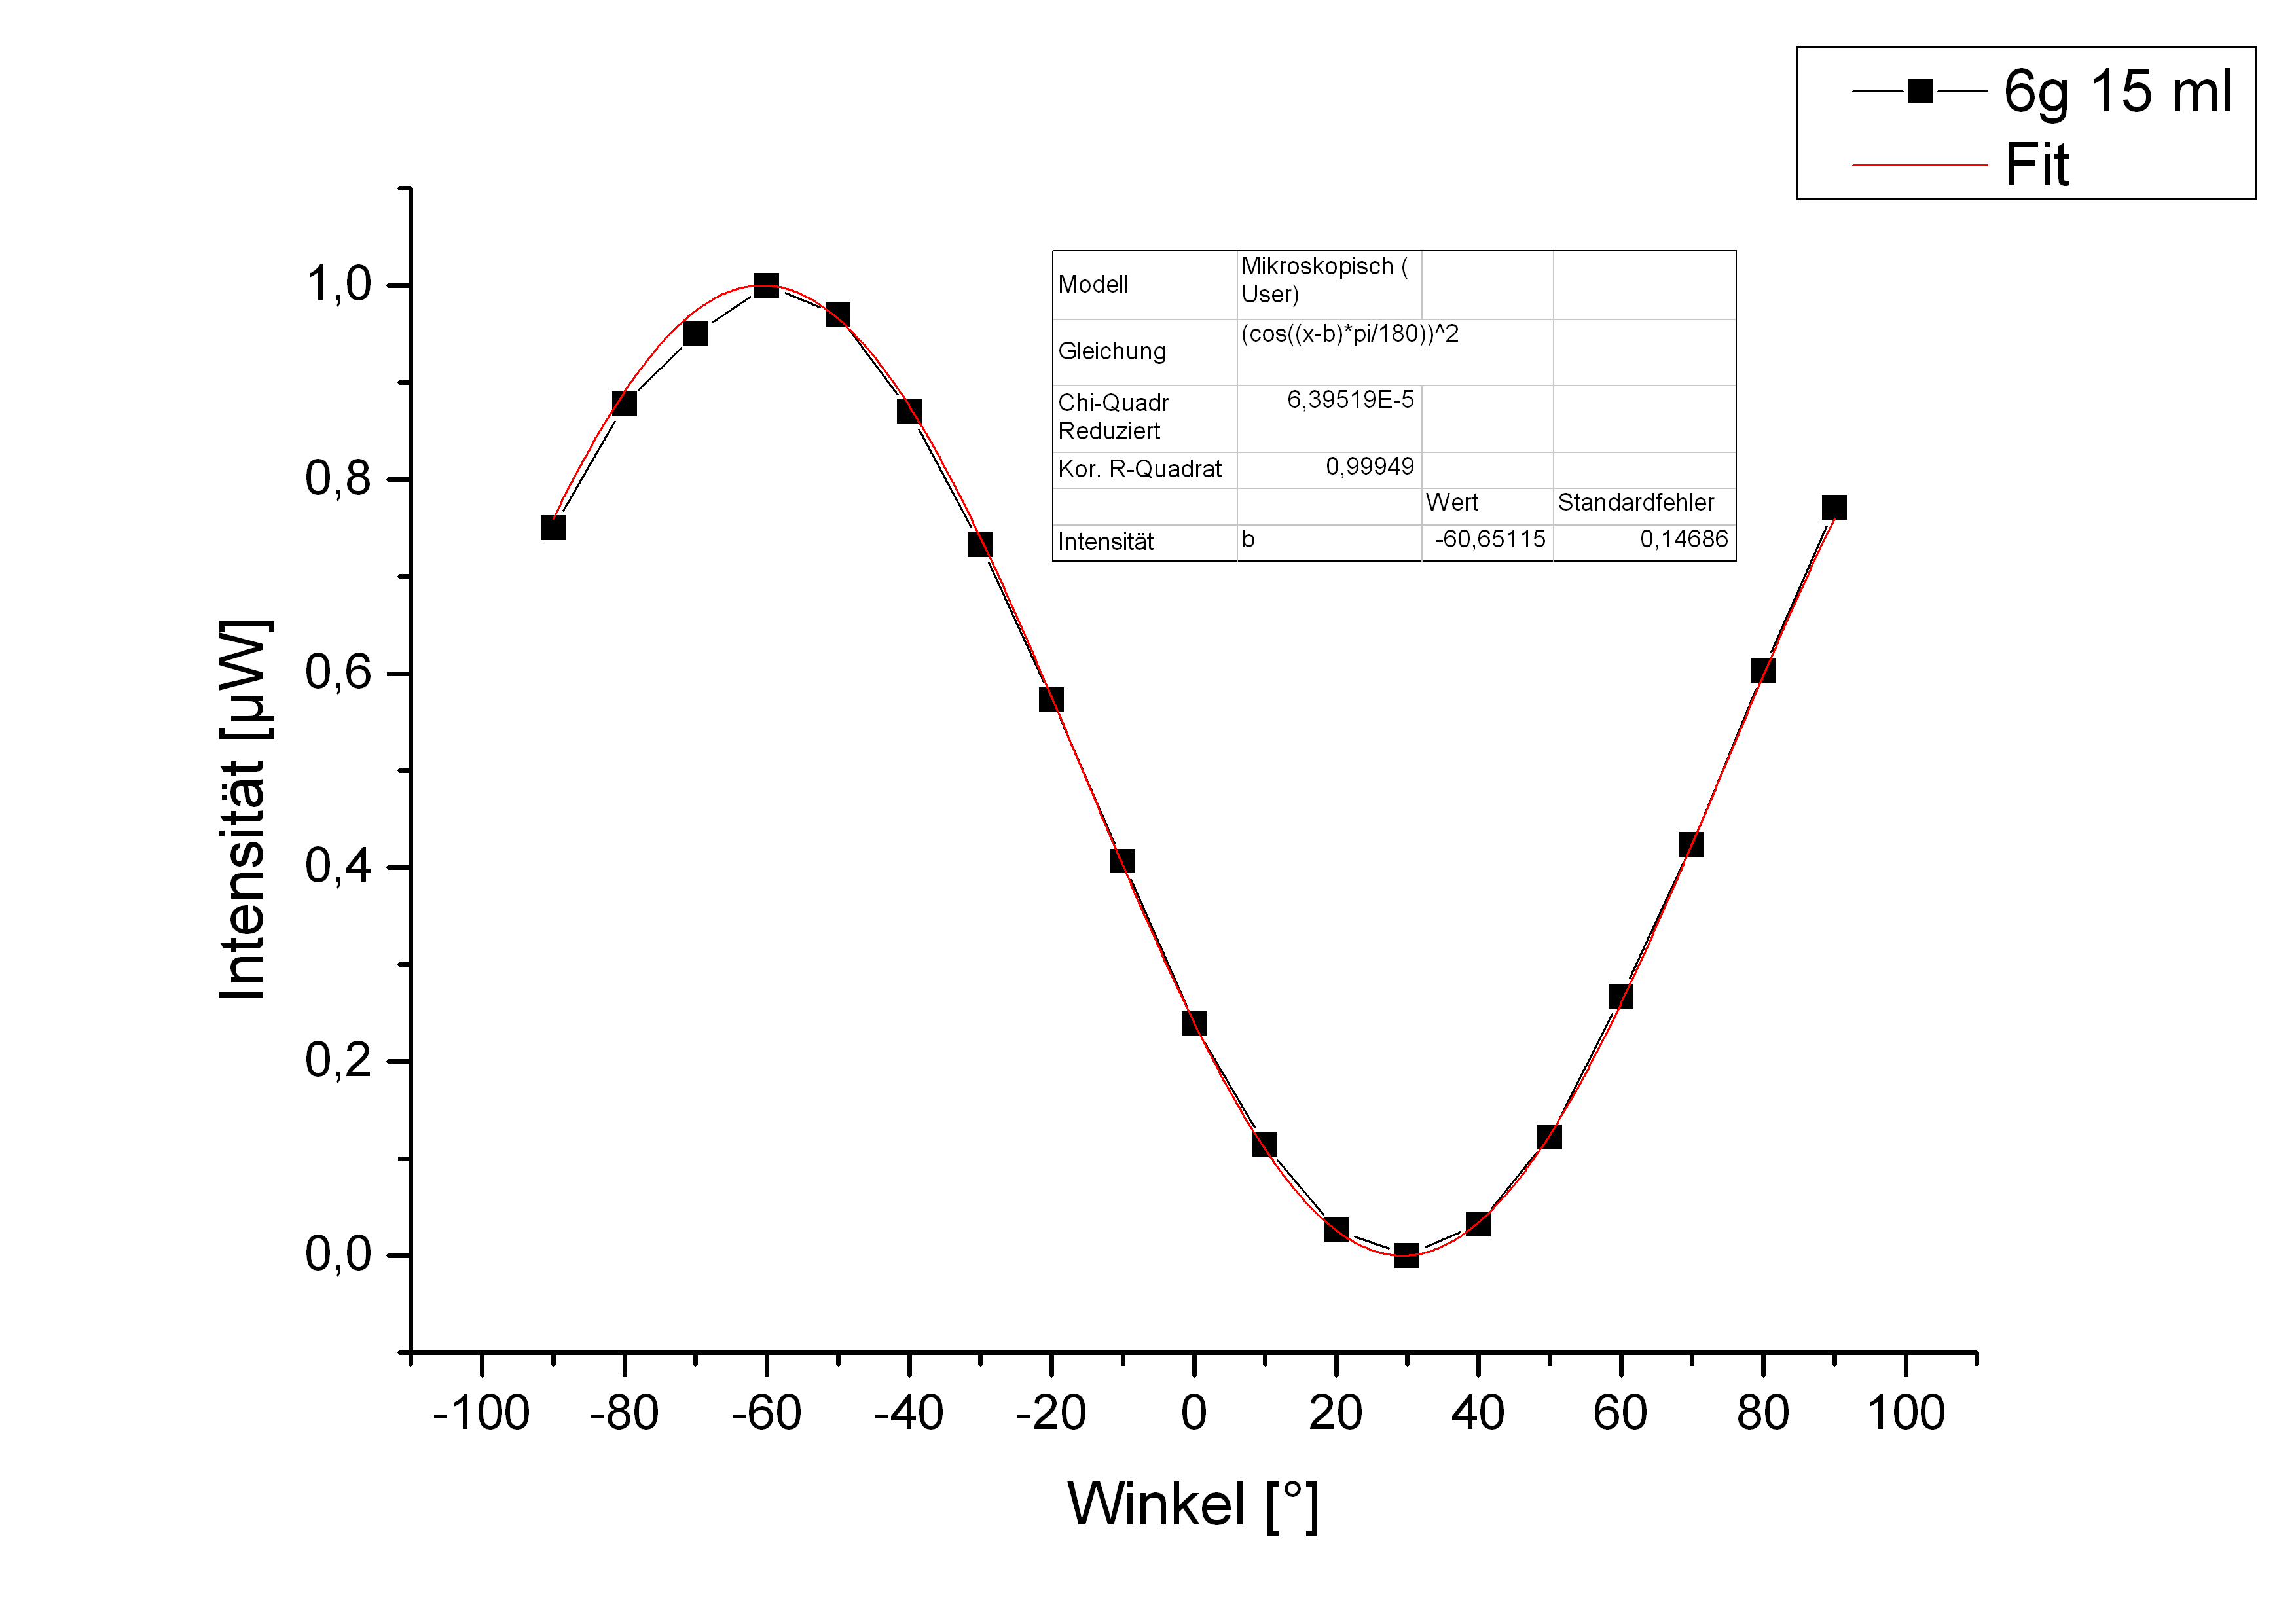 6g 15 ml
Fit
Modell
Mikroskopisch (
User)
Gleichung
(cos((x-b)*pi/180))^2
Chi-Quadr
Reduziert
6,39519E-5
Kor. R-Quadrat
0,99949
Wert
Standardfehler
Intensität
b
-60,65115
0,14686
1,0
0,8
0,6
0,4
0,2
0,0
Intensität [µW]
-100
-80
-60
-40
-20
0
20
40
60
80
100
Winkel [°]